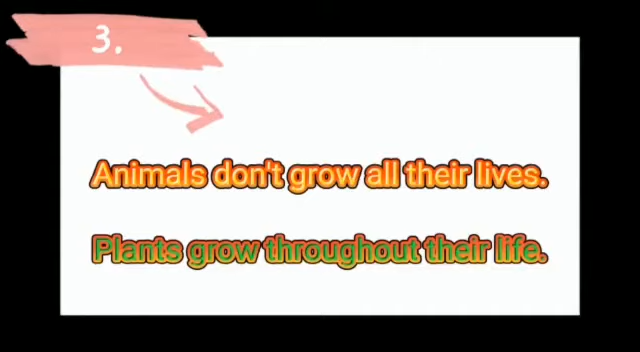 3.
Animals don't grow all their lives.
Plants grow throughout their life.